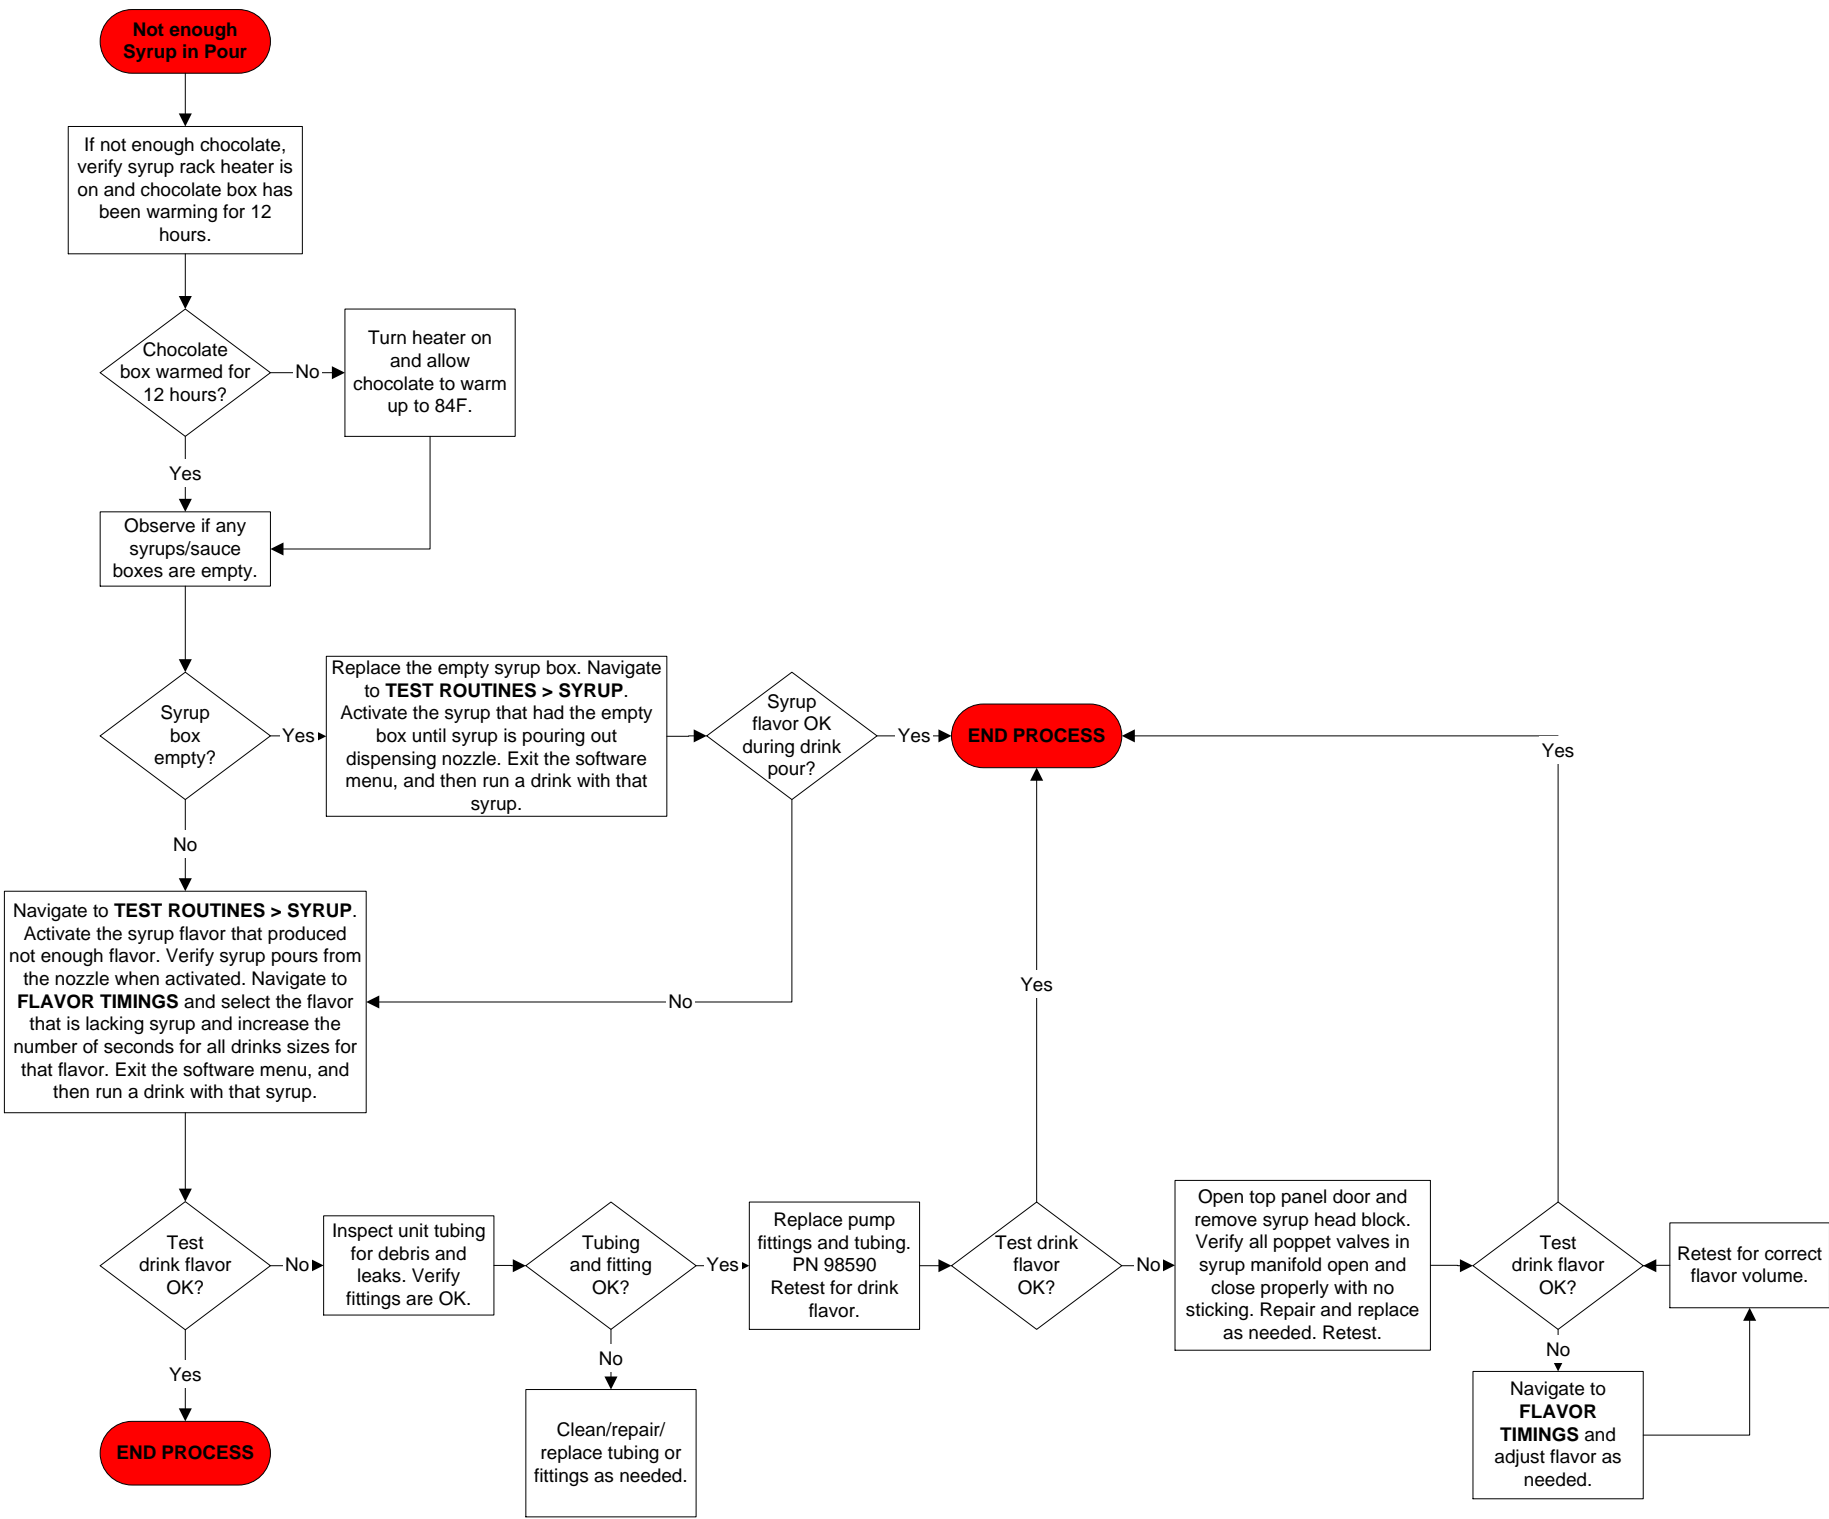 Not enough
Syrup in Pour
If not enough chocolate,
verify syrup rack heater is
on and chocolate box has
been warming for 12
hours.
Chocolate
box warmed for
12 hours?
No
Turn heater on
and allow
chocolate to warm
up to 84F.
Yes
Observe if any
syrups/sauce
boxes are empty.
Syrup
box
empty?
Yes
Replace the empty syrup box. Navigate
to TEST ROUTINES > SYRUP.
Activate the syrup that had the empty
box until syrup is pouring out
dispensing nozzle. Exit the software
menu, and then run a drink with that
syrup.
Syrup
flavor OK
during drink
pour?
Yes
END PROCESS
Yes
No
Navigate to TEST ROUTINES > SYRUP.
Activate the syrup flavor that produced
not enough flavor. Verify syrup pours from
the nozzle when activated. Navigate to
FLAVOR TIMINGS and select the flavor
that is lacking syrup and increase the
number of seconds for all drinks sizes for
that flavor. Exit the software menu, and
then run a drink with that syrup.
No
Yes
Test
drink flavor
OK?
No
Inspect unit tubing
for debris and
leaks. Verify
fittings are OK.
Tubing
and fitting
OK?
Yes
Replace pump
fittings and tubing.
PN 98590
Retest for drink
flavor.
Test drink
flavor
OK?
No
Open top panel door and
remove syrup head block.
Verify all poppet valves in
syrup manifold open and
close properly with no
sticking. Repair and replace
as needed. Retest.
Test
drink flavor
OK?
Retest for correct
flavor volume.
Yes
No
No
END PROCESS
Clean/repair/
replace tubing or
fittings as needed.
Navigate to
FLAVOR
TIMINGS and
adjust flavor as
needed.